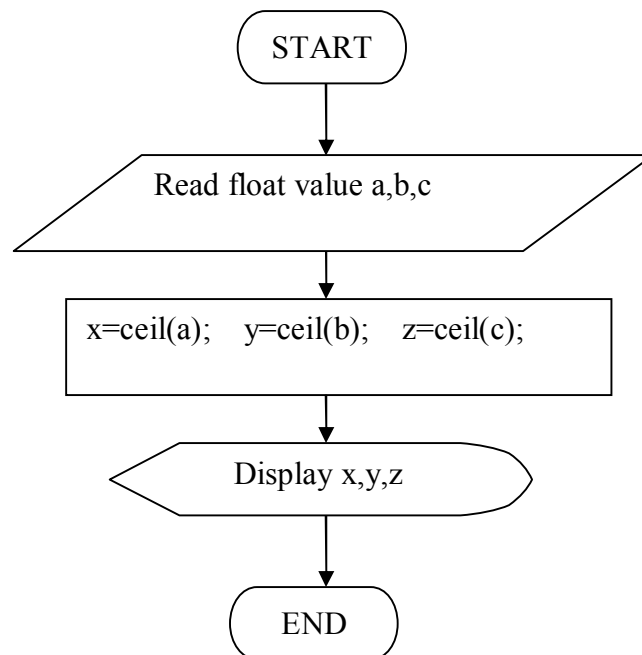 START
Read float value a,b,c
x=ceil(a); y=ceil(b); z=ceil(c);
Display x,y,z
END